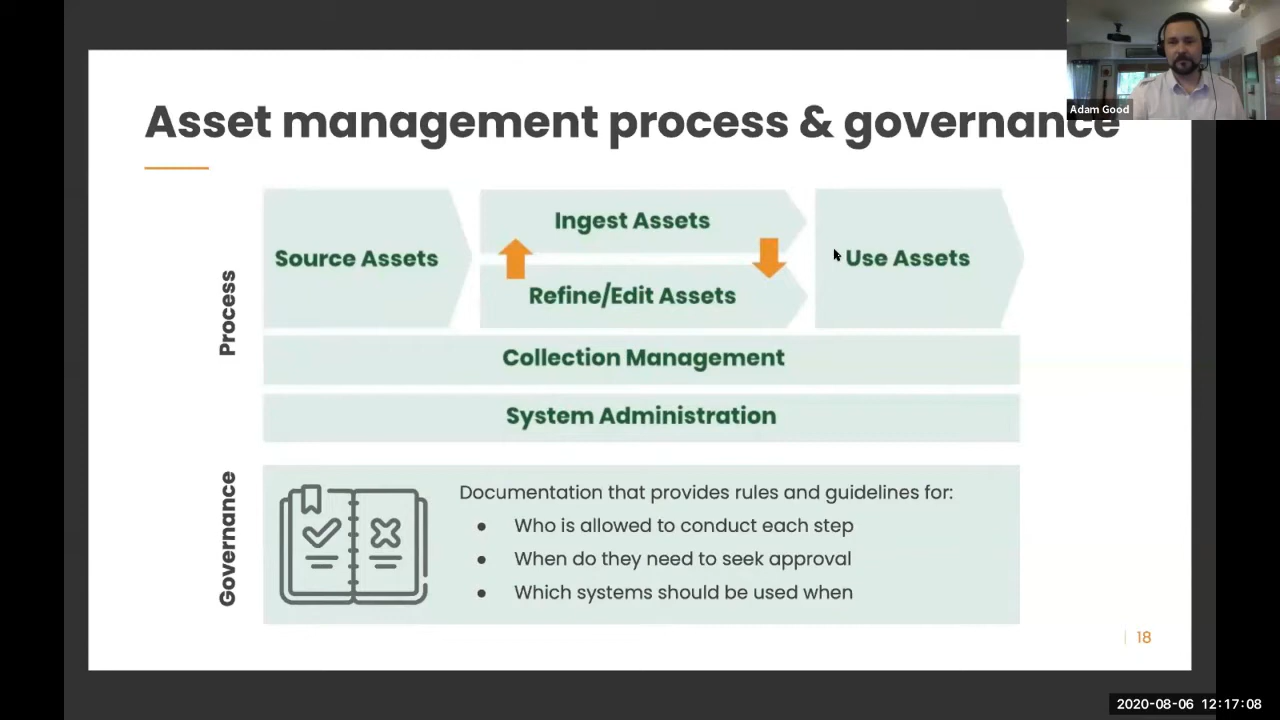 Adam Good
Asset management process & governance
Process
Source Assets
Ingest Assets
Refine/Edit Assets
Use Assets
Collection Management
System Administration
Governance
Documentation that provides rules and guidelines for:
● Who is allowed to conduct each step
● When do they need to seek approval
● Which systems should be used when
18
2020-08-06 12:17:08